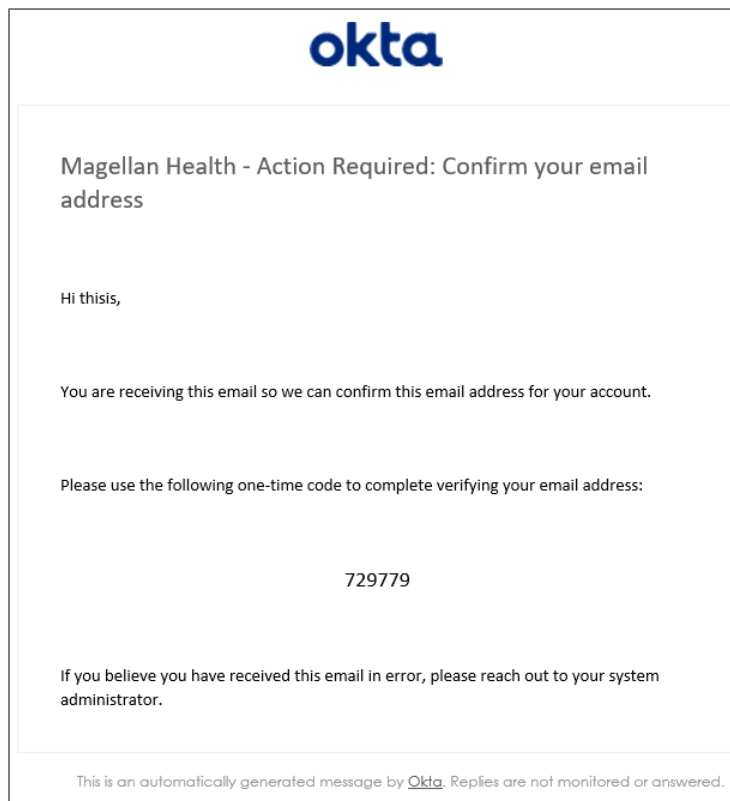 okta
Magellan Health - Action Required: Confirm your email
address
Hi thisis,
You are receiving this email so we can confirm this email address for your account.
Please use the following one-time code to complete verifying your email address:
729779
If you believe you have received this email in error, please reach out to your system
administrator.
This is an automatically generated message by Okta. Replies are not monitored or answered.